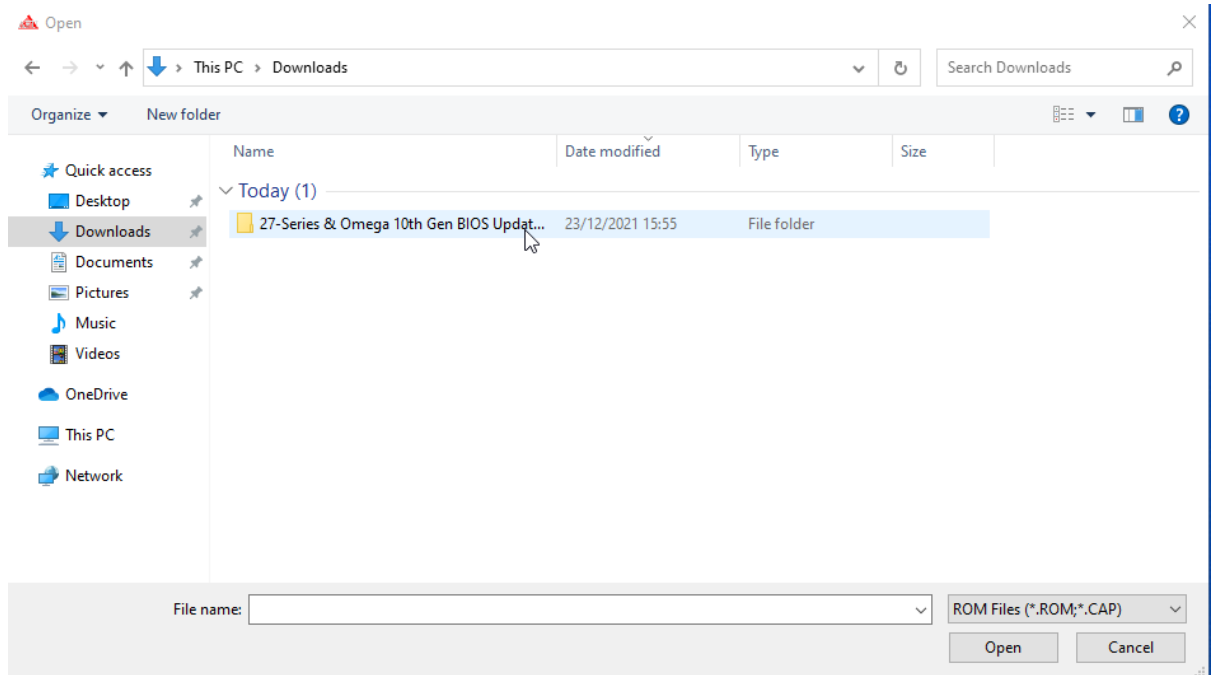 Open
This PC > Downloads
Search Downloads
Organize
New folder
?
Name
Date modified
Type
Size
Quick access
Desktop
Downloads
Documents
Pictures
Music
Videos
OneDrive
This PC
Network
Today (1)
27-Series & Omega 10th Gen BIOS Updat... 23/12/2021 15:55 File folder
File name:
ROM Files (*.ROM;*.CAP)
Open
Cancel